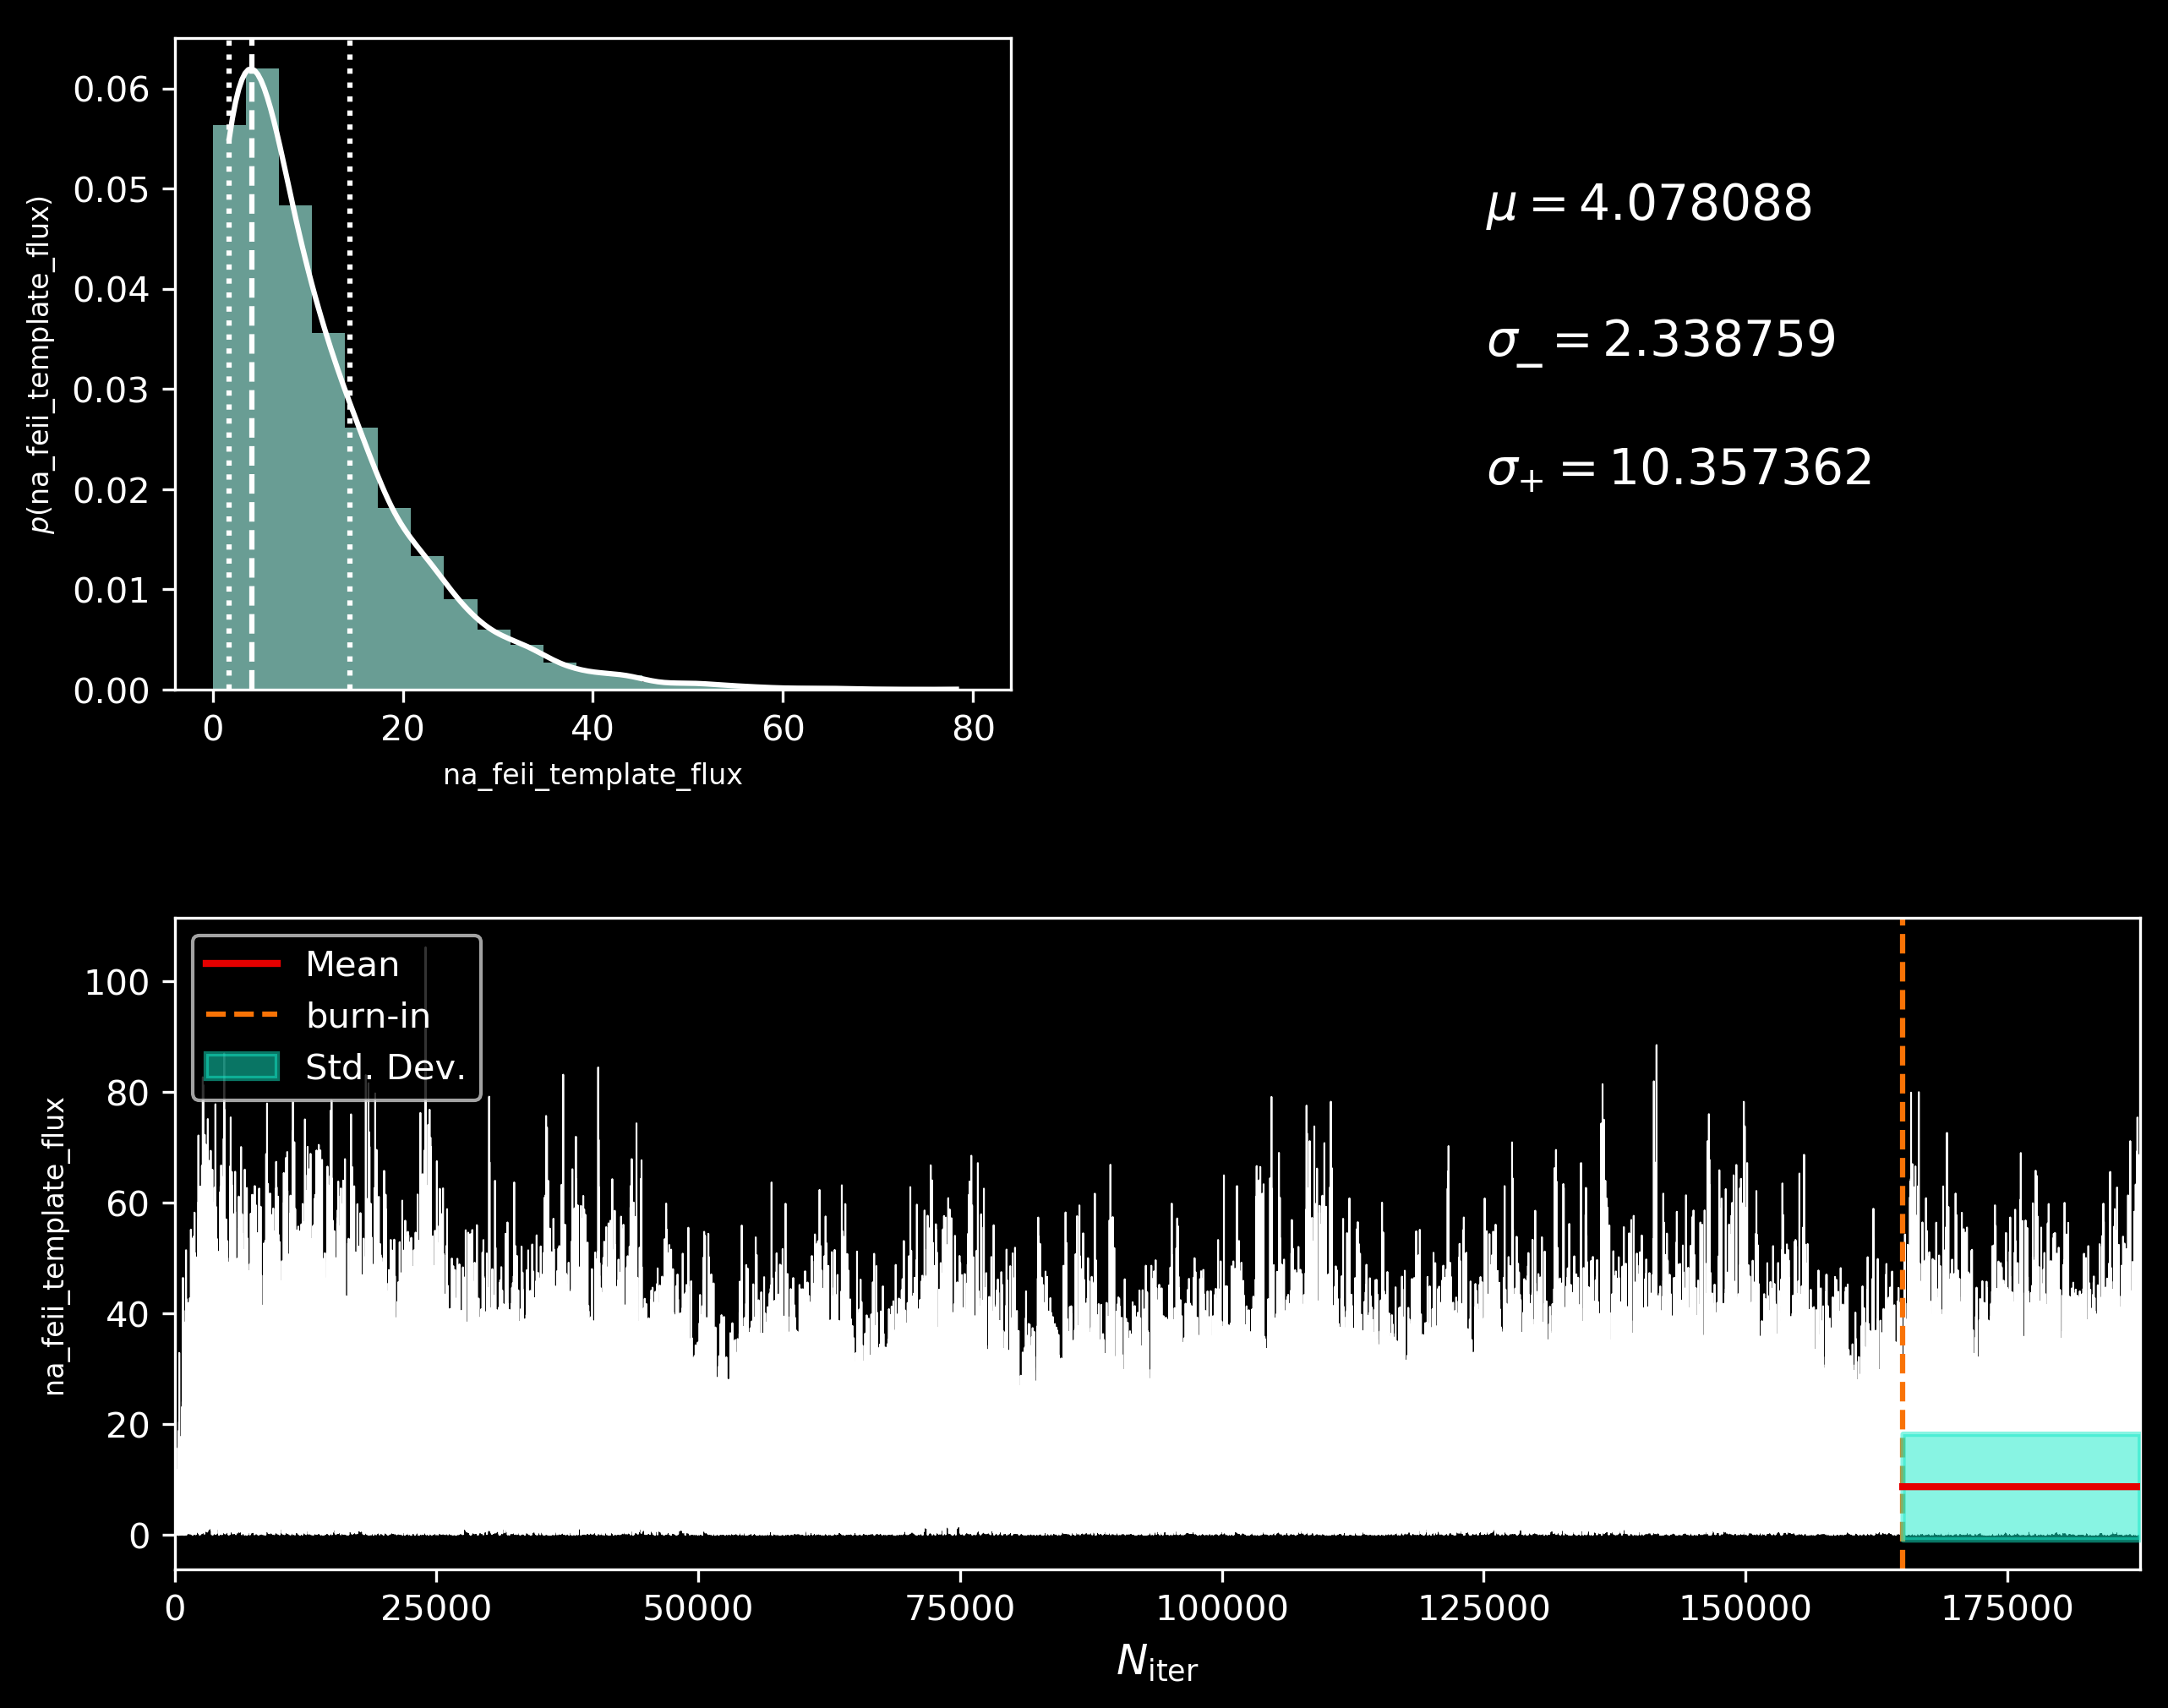 0.06
0.05
0.04
0.03
0.02
0.01
0.00
p(na_feii_template_flux)
0 20 40 60 80
na_feii_template_flux
μ = 4.078088
σ_ = 2.338759
σ+ = 10.357362
Mean
burn-in
Std. Dev.
100
80
60
40
20
0
na_feii_template_flux
0 25000 50000 75000 100000 125000 150000 175000
Niter